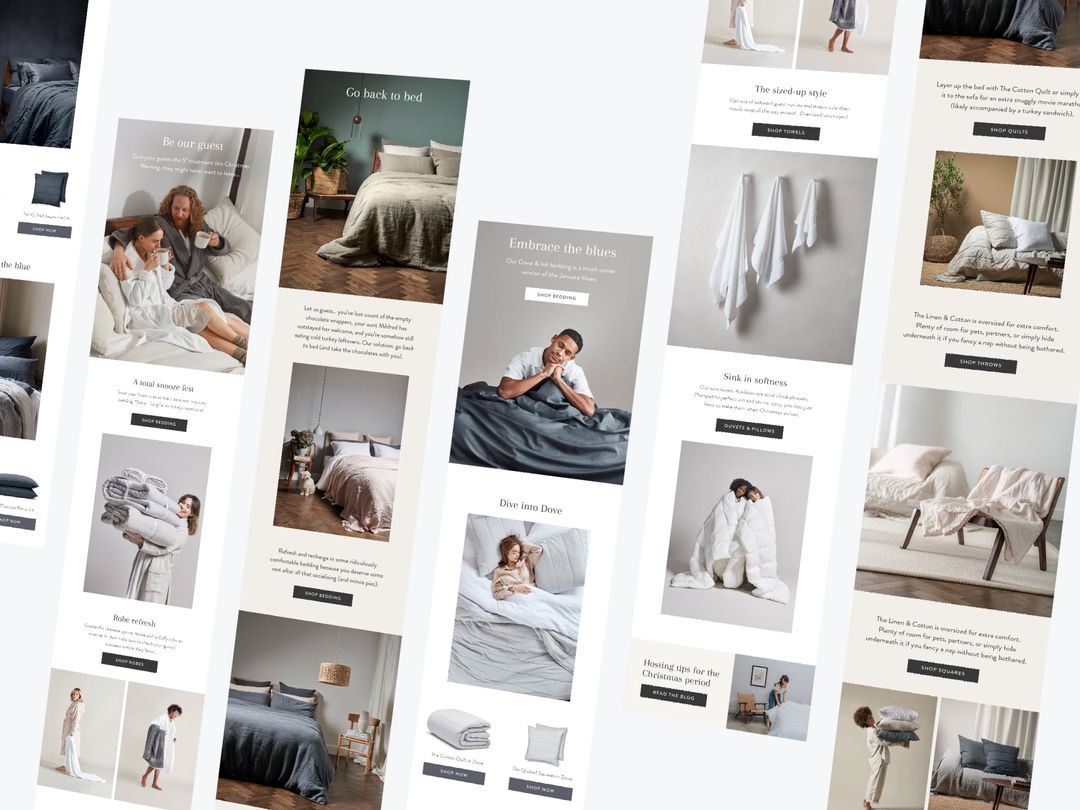 SHOP NOW
the blue
SHOP NOW
Be our guest
Give your guests the 5* treatment this Christmas.
Warning, they might never want to leave...
A total snooze fest
SHOP BEDDING
Robe refresh
SHOP ROBES
Go back to bed
Let us guess... you've lost count of the empty
chocolate wrappers, your aunt Mildred has
outstayed her welcome, and you're somehow still
eating cold turkey leftovers. Our solution: go back
to bed (and take the chocolates with you).
Refresh and recharge in some ridiculously
comfortable bedding because you deserve some
rest after all that socialising (and mince pies).
SHOP BEDDING
Embrace the blues
Our Dove & Ink bedding is a much cosier
version of the January-blues.
SHOP BEDDING
Dive into Dove
The Cotton Quilt in Dove
SHOP NOW
The Quilted Squares in Dove
SHOP NOW
The sized-up style
SHOP TOWELS
Sink in softness
DUVETS & PILLOWS
Hosting tips for the
Christmas period
READ THE BLOG
Layer up the bed with The Cotton Quilt or simply
is to the sofa for an extra snuggly movie marath
(likely accompanied by a turkey sandwich).
SHOP QUILTS
The Linen & Cotton is oversized for extra comfort.
Plenty of room for pets, partners, or simply hide
underneath it if you fancy a nap without being bothered.
SHOP THROWS
The Linen & Cotton is oversized for extra comfort.
Plenty of room for pets, partners, or simply hide
underneath it if you fancy a nap without being bothered.
SHOP SQUARES